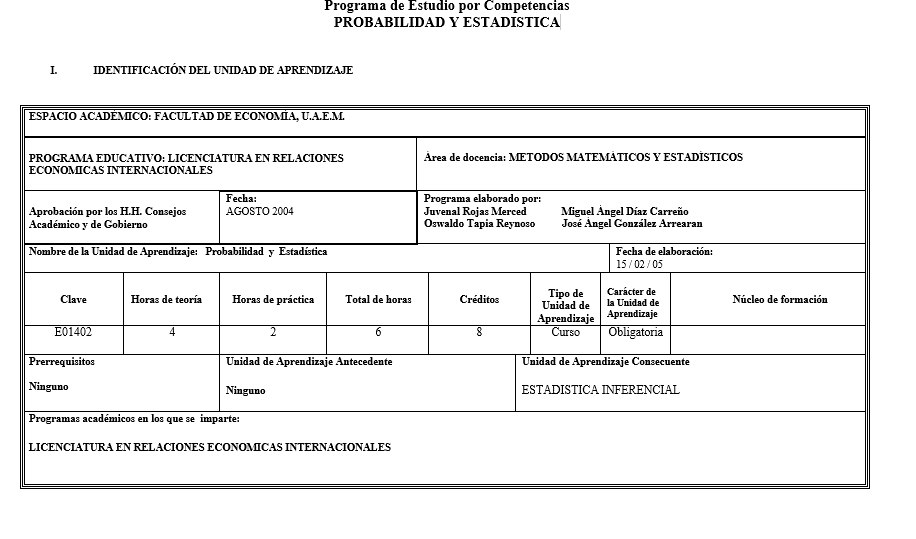 Programa de Estudio por Competencias
PROBABILIDAD Y ESTADISTICA
I. IDENTIFICACIÓN DEL UNIDAD DE APRENDIZAJE
ESPACIO ACADÉMICO: FACULTAD DE ECONOMÍA, U.A.E.M.
PROGRAMA EDUCATIVO: LICENCIATURA EN RELACIONES
ECONOMICAS INTERNACIONALES
Área de docencia: METODOS MATEMÀTICOS Y ESTADÌSTICOS
Aprobación por los H.H. Consejos
Académico y de Gobierno
Fecha:
AGOSTO 2004
Programa elaborado por:
Juvenal Rojas Merced Miguel Àngel Díaz Carreño
Oswaldo Tapia Reynoso José Àngel González Arrearan
Nombre de la Unidad de Aprendizaje: Probabilidad y Estadística
Fecha de elaboración:
15 / 02 / 05
Clave
Horas de teoría
Horas de práctica
Total de horas
Créditos
Tipo de
Unidad de
Aprendizaje
Carácter de
la Unidad de
Aprendizaje
Núcleo de formación
E01402
4
2
6
8
Curso
Obligatoria
Prerrequisitos
Ninguno
Unidad de Aprendizaje Antecedente
Ninguno
Unidad de Aprendizaje Consecuente
ESTADISTICA INFERENCIAL
Programas académicos en los que se imparte:
LICENCIATURA EN RELACIONES ECONOMICAS INTERNACIONALES